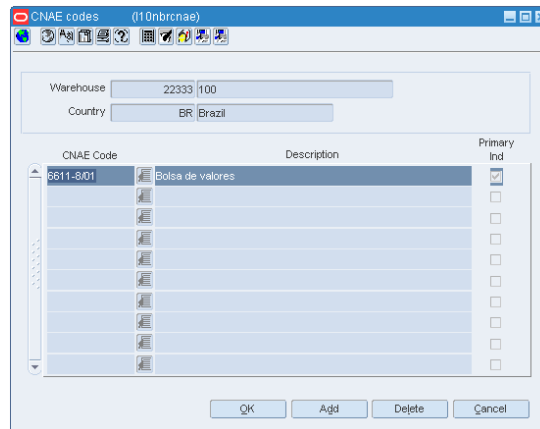 CNAE codes (l10nbrcnae)
Warehouse 22333 100
Country BR Brazil
CNAE Code Description Primary Ind
6611-8/01 Bolsa de valores
OK Add Delete Cancel